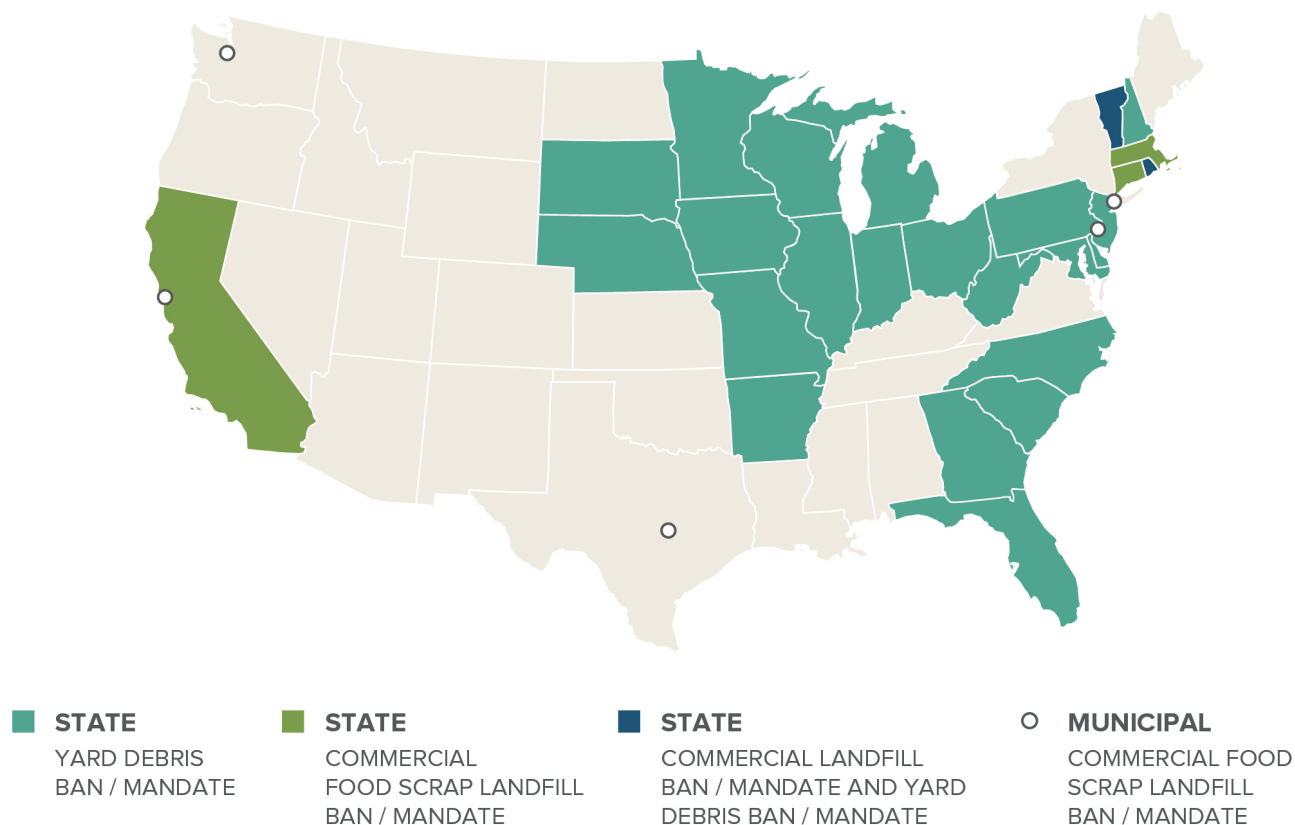 STATE
YARD DEBRIS
BAN / MANDATE
STATE
COMMERCIAL
FOOD SCRAP LANDFILL
BAN / MANDATE
STATE
COMMERCIAL LANDFILL
BAN / MANDATE AND YARD
DEBRIS BAN / MANDATE
MUNICIPAL
COMMERCIAL FOOD
SCRAP LANDFILL
BAN / MANDATE